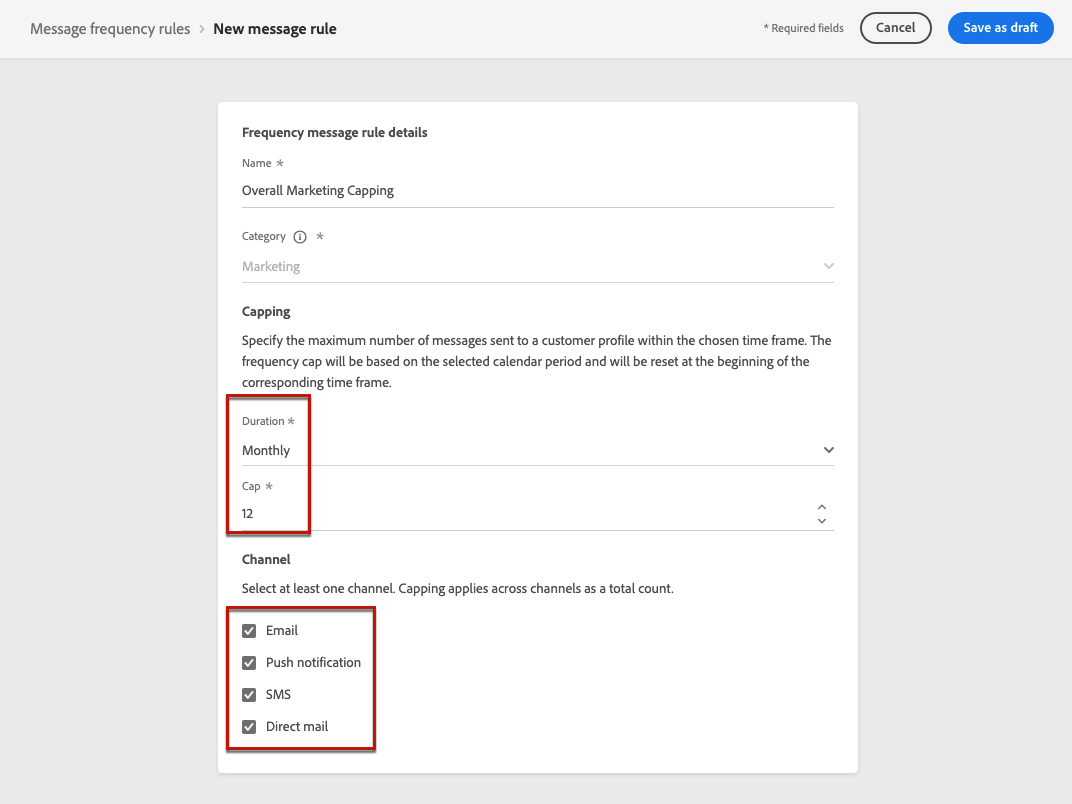 Message frequency rules > New message rule
* Required fields
Cancel
Save as draft
Frequency message rule details
Name *
Overall Marketing Capping
Category *
Marketing
Capping
Specify the maximum number of messages sent to a customer profile within the chosen time frame. The
frequency cap will be based on the selected calendar period and will be reset at the beginning of the
corresponding time frame.
Duration *
Monthly
Cap *
12
Channel
Select at least one channel. Capping applies across channels as a total count.
Email
Push notification
SMS
Direct mail